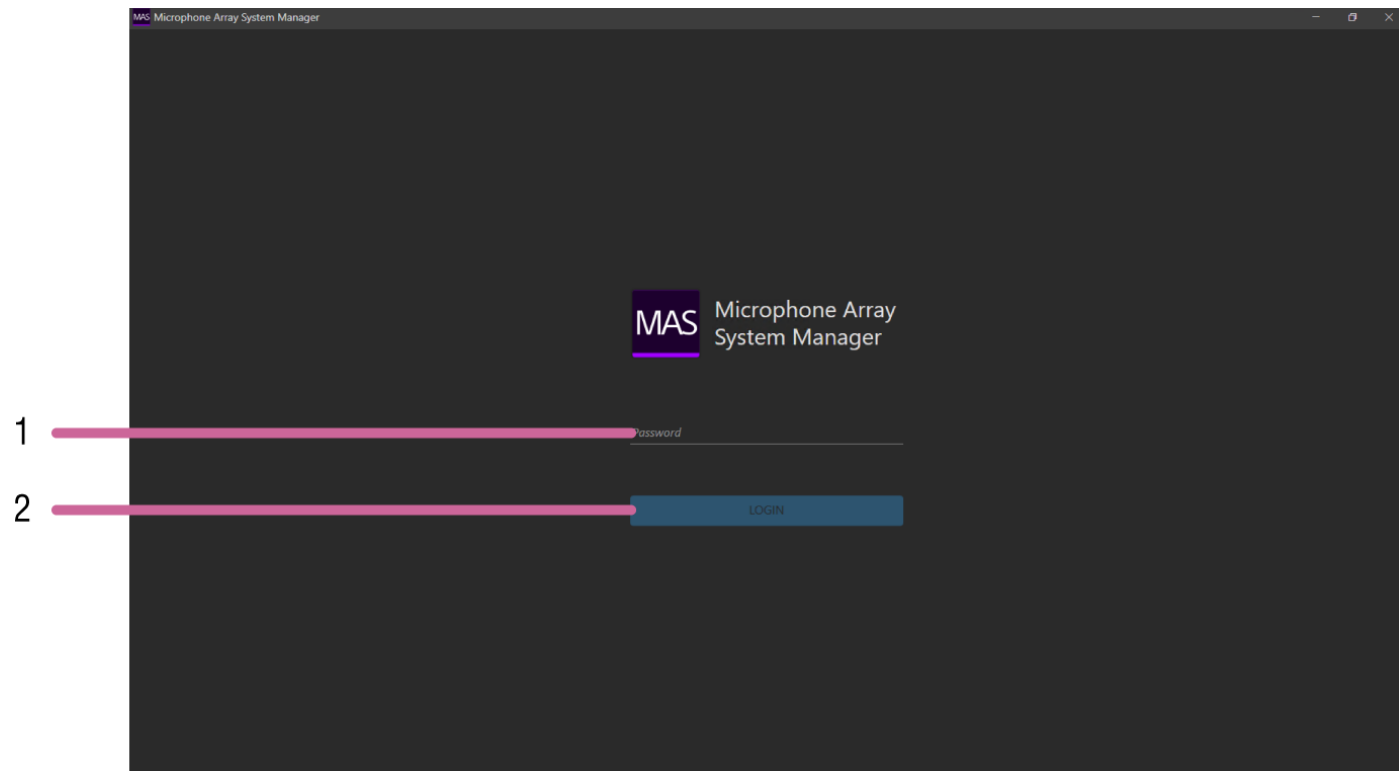 MAS Microphone Array System Manager
MAS
Microphone Array
System Manager
1
Password
2
LOGIN